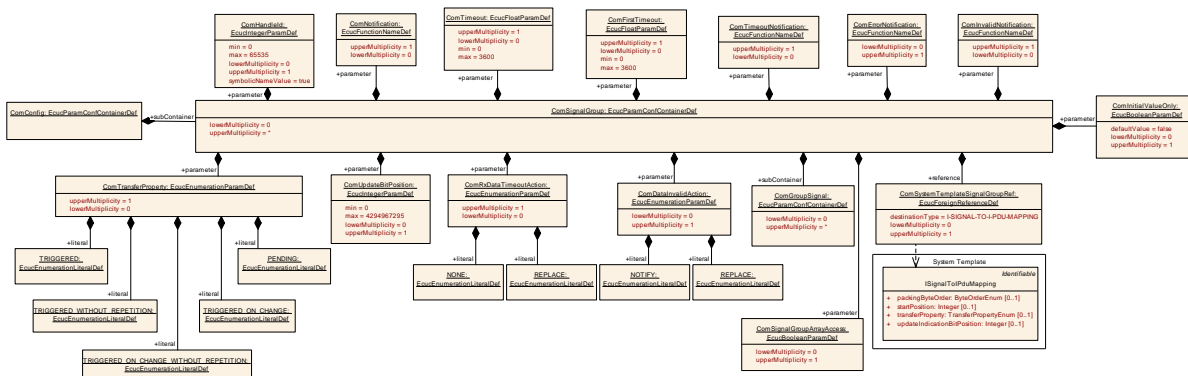 ComHandleId:
EcucIntegerParamDef
min = 0
max = 65535
lowerMultiplicity = 0
upperMultiplicity = 1
symbolicNameValue = true
ComNotification:
EcucFunctionNameDef
upperMultiplicity = 1
lowerMultiplicity = 0
ComTimeout: EcucFloatParamDef
upperMultiplicity = 1
lowerMultiplicity = 0
min = 0
max = 3600
ComFirstTimeout:
EcucFloatParamDef
upperMultiplicity = 1
lowerMultiplicity = 0
min = 0
max = 3600
ComTimeoutNotification:
EcucFunctionNameDef
upperMultiplicity = 1
lowerMultiplicity = 0
ComErrorNotification:
EcucFunctionNameDef
lowerMultiplicity = 0
upperMultiplicity = 1
ComInvalidNotification:
EcucFunctionNameDef
upperMultiplicity = 1
lowerMultiplicity = 0
+parameter
+parameter
+parameter
+parameter
+parameter
+parameter
+parameter
ComConfig: EcucParamConfContainerDef
+subContainer
ComSignalGroup: EcucParamConfContainerDef
lowerMultiplicity = 0
upperMultiplicity = *
+parameter
ComInitialValueOnly:
EcucBooleanParamDef
defaultValue = false
lowerMultiplicity = 0
upperMultiplicity = 1
+parameter
+parameter
+parameter
+parameter
+subContainer
+reference
ComTransferProperty: EcucEnumerationParamDef
upperMultiplicity = 1
lowerMultiplicity = 0
ComUpdateBitPosition:
EcucIntegerParamDef
min = 0
max = 4294967295
lowerMultiplicity = 0
upperMultiplicity = 1
ComRxDataTimeoutAction:
EcucEnumerationParamDef
upperMultiplicity = 1
lowerMultiplicity = 0
ComDataInvalidAction:
EcucEnumerationParamDef
lowerMultiplicity = 0
upperMultiplicity = 1
ComGroupSignal:
EcucParamConfContainerDef
lowerMultiplicity = 0
upperMultiplicity = *
ComSystemTemplateSignalGroupRef:
EcucForeignReferenceDef
destinationType = I-SIGNAL-TO-I-PDU-MAPPING
lowerMultiplicity = 0
upperMultiplicity = 1
+literal
+literal
+literal
+literal
+literal
+literal
TRIGGERED:
EcucEnumerationLiteralDef
PENDING:
EcucEnumerationLiteralDef
NONE:
EcucEnumerationLiteralDef
REPLACE:
EcucEnumerationLiteralDef
NOTIFY:
EcucEnumerationLiteralDef
REPLACE:
EcucEnumerationLiteralDef
+literal
+literal
TRIGGERED_WITHOUT_REPETITION:
EcucEnumerationLiteralDef
TRIGGERED_ON_CHANGE:
EcucEnumerationLiteralDef
+literal
TRIGGERED_ON_CHANGE_WITHOUT_REPETITION:
EcucEnumerationLiteralDef
+parameter
ComSignalGroupArrayAccess:
EcucBooleanParamDef
lowerMultiplicity = 0
upperMultiplicity = 1
System Template
Identifiable
ISignalToIPduMapping
+ packingByteOrder: ByteOrderEnum [0..1]
+ startPosition: Integer [0..1]
+ transferProperty: TransferPropertyEnum [0..1]
+ updateIndicationBitPosition: Integer [0..1]